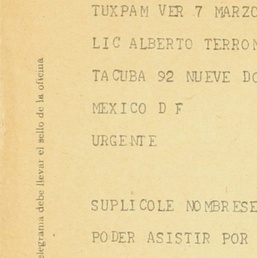 TUXPAM VER 7 MARZO
LIC ALBERTO TERRON
TACUBA 92 NUEVE DO
MEXICO D F
URGENTE
SUPLICOLE NOMBRESE
PODER ASISTIR POR
elegrama debe llevar el sello de la oficina